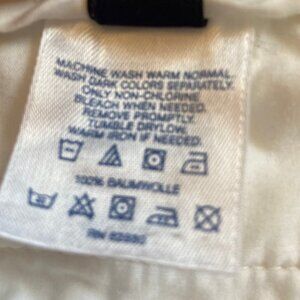 MACHINE WASH WARM NORMAL.
WASH DARK COLORS SEPARATELY.
ONLY NON-CHLORINE
BLEACH WHEN NEEDED.
REMOVE PROMPTLY.
TUMBLE DRY LOW.
WARM IRON IF NEEDED.
100% BAUMWOLLE
RN